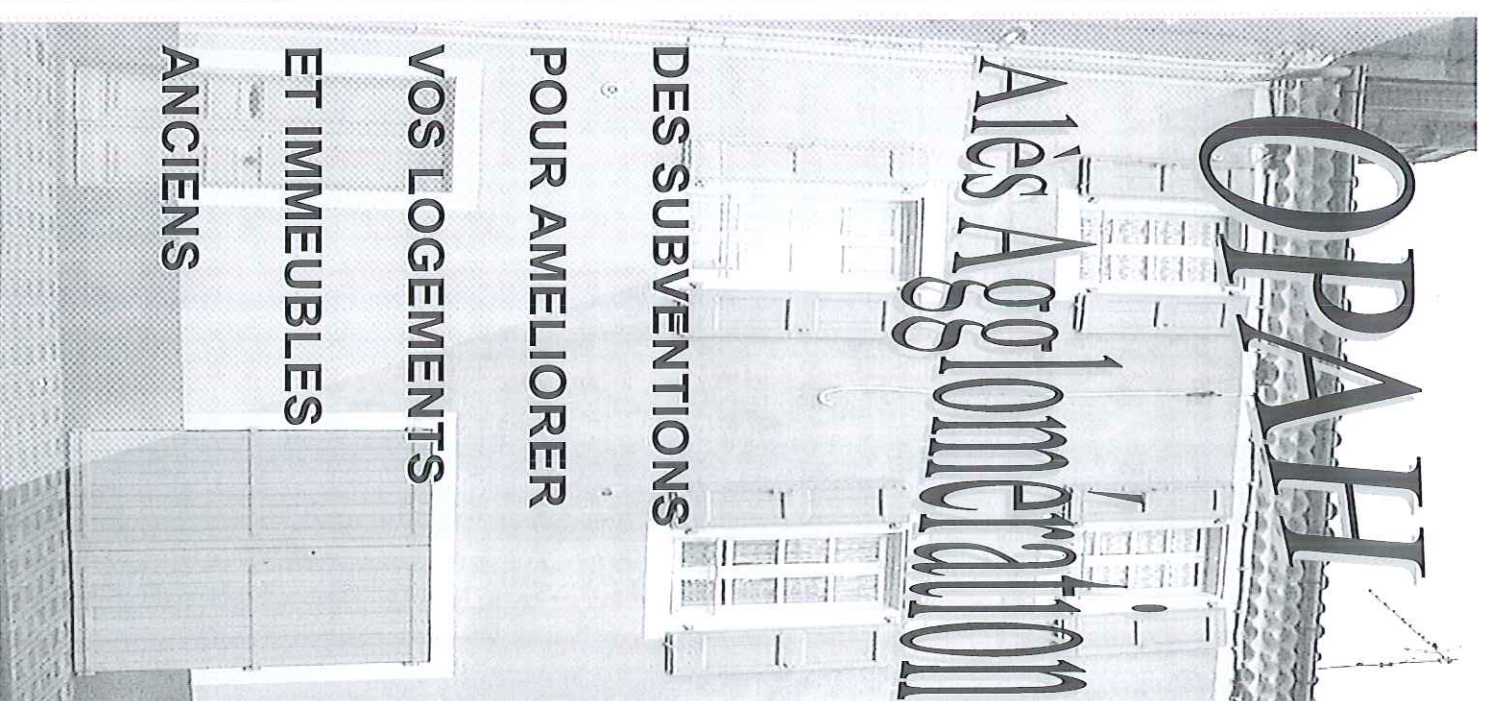 OPAH
Alès Agglomération
DES SUBVENTIONS
POUR AMELIORER
VOS LOGEMENTS
ET IMMEUBLES
ANCIENS